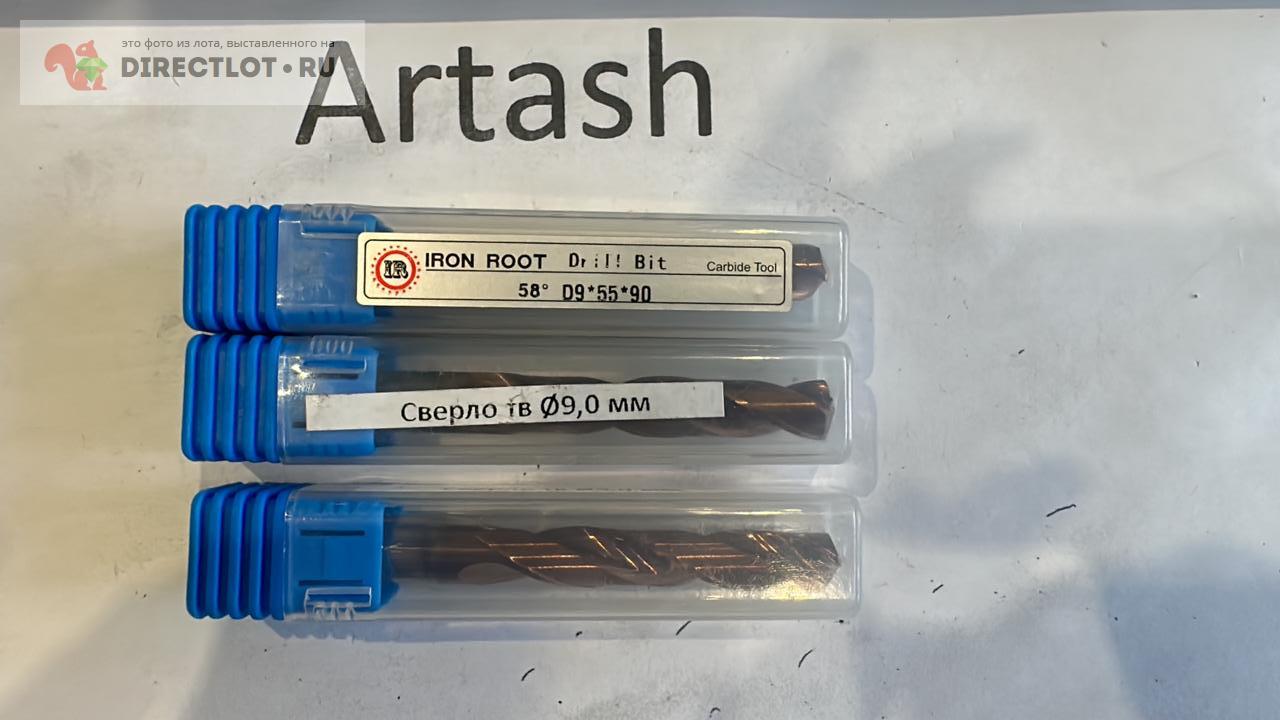 это фото из лота, выставленного на
DIRECTLOT•RU
Artash
IR IRON ROOT Drill Bit Carbide Tool
58° D9*55*90
Сверло тв Ø9,0 мм